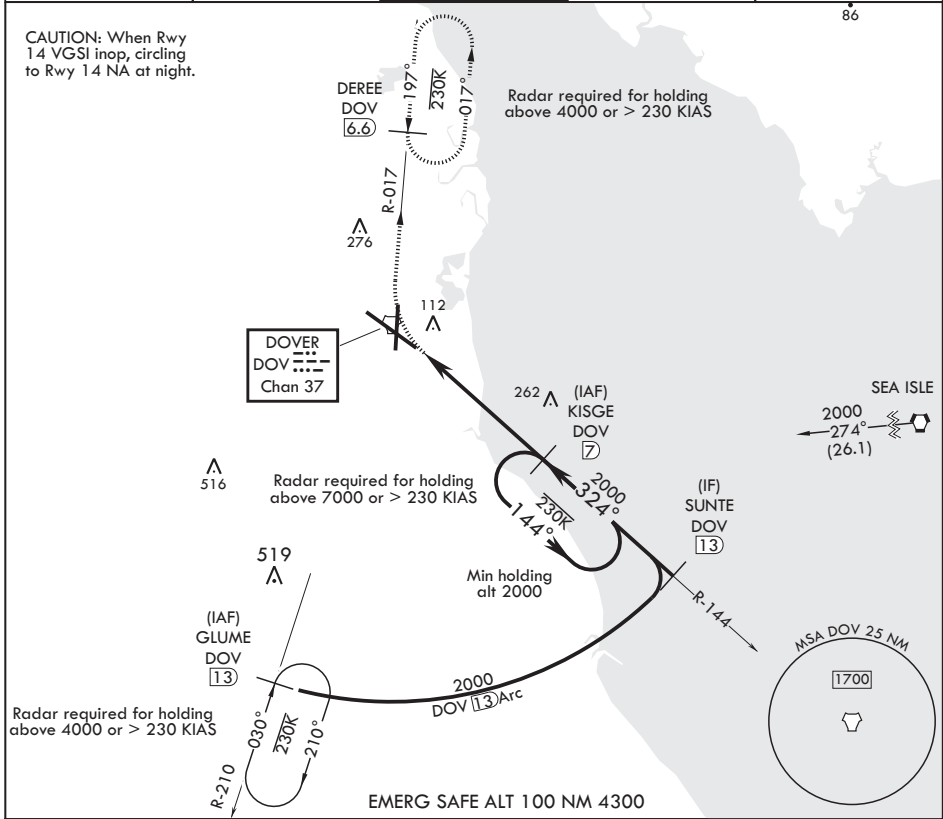 86
CAUTION: When Rwy
14 VGSI inop, circling
to Rwy 14 NA at night.
DEREE
DOV
6.6
197°
230K
017°
Radar required for holding
above 4000 or > 230 KIAS
R-017
276
112
DOVER
DOV
Chan 37
262
(IAF)
KISGE
DOV
7
SEA ISLE
2000
274°
(26.1)
516
Radar required for holding
above 7000 or > 230 KIAS
2000
324°
230K
144°
(IF)
SUNTE
DOV
13
Min holding
alt 2000
519
R-144
(IAF)
GLUME
DOV
13
MSA DOV 25 NM
1700
2000
DOV 13 Arc
Radar required for holding
above 4000 or > 230 KIAS
030°
230K
210°
R-210
EMERG SAFE ALT 100 NM 4300